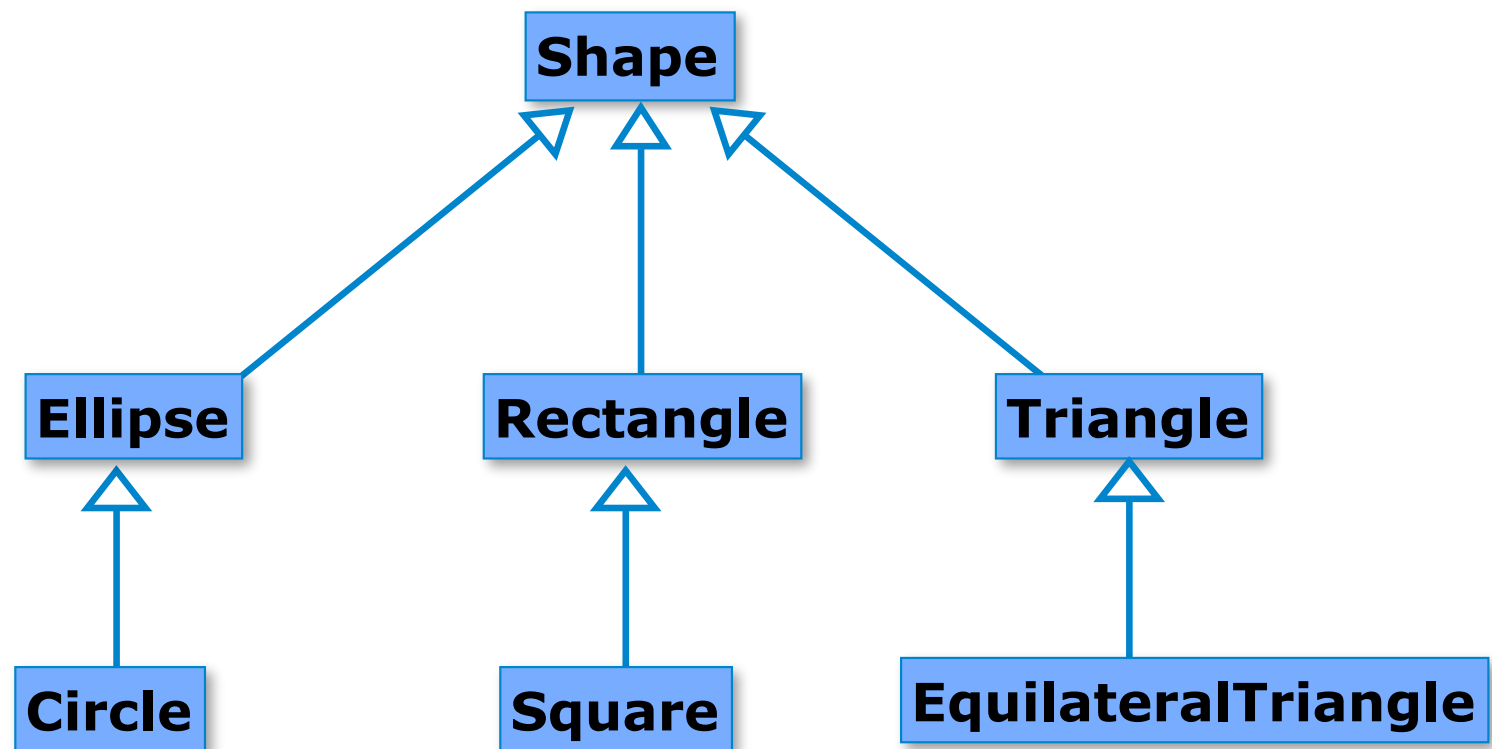 Shape
Ellipse
Rectangle
Triangle
Circle
Square
EquilateralTriangle